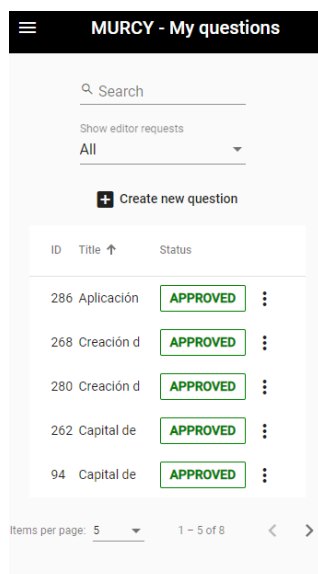 MURCY - My questions
Search
Show editor requests
All
Create new question
ID Title Status
286 Aplicación APPROVED
268 Creación d APPROVED
280 Creación d APPROVED
262 Capital de APPROVED
94 Capital de APPROVED
Items per page: 5 1 – 5 of 8